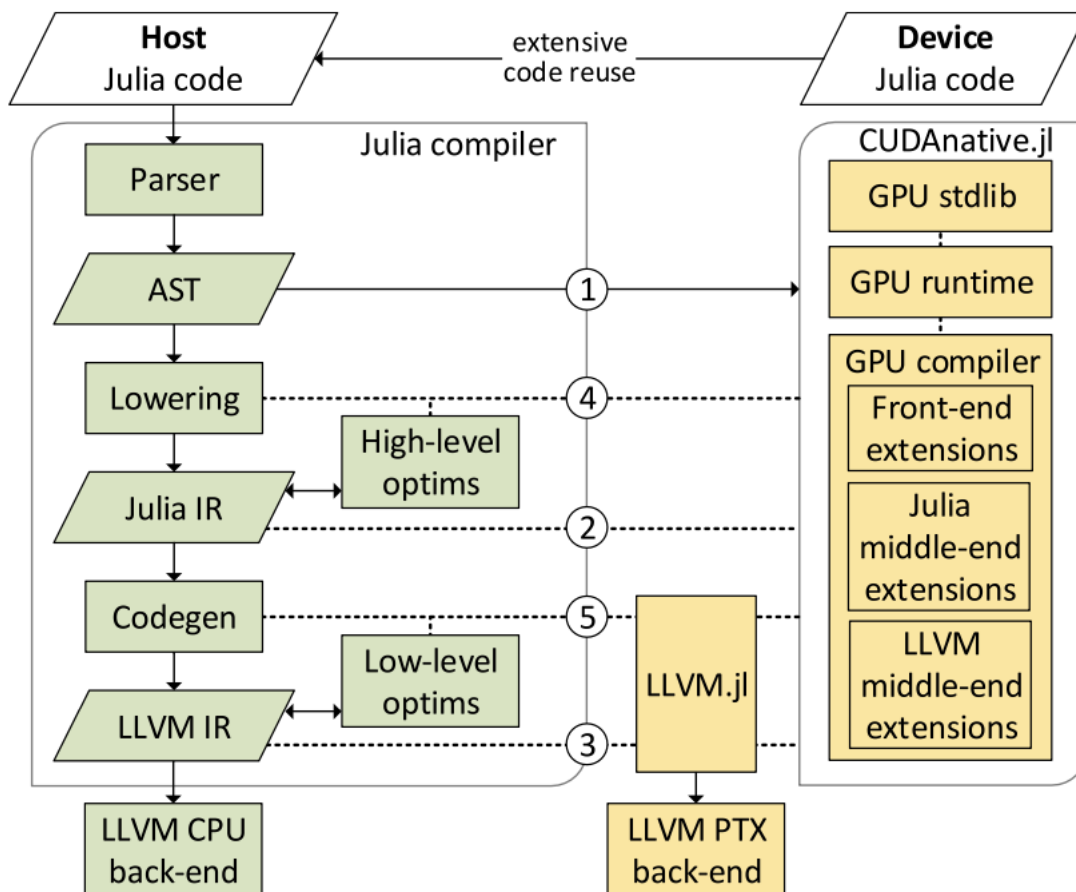 Host
Julia code
extensive
code reuse
Device
Julia code
Julia compiler
CUDAnative.jl
Parser
GPU stdlib
AST
1
GPU runtime
GPU compiler
Lowering
4
Front-end
extensions
High-level
optims
Julia IR
2
Julia
middle-end
extensions
Codegen
5
LLVM.jl
Low-level
optims
LLVM
middle-end
extensions
LLVM IR
3
LLVM CPU
back-end
LLVM PTX
back-end